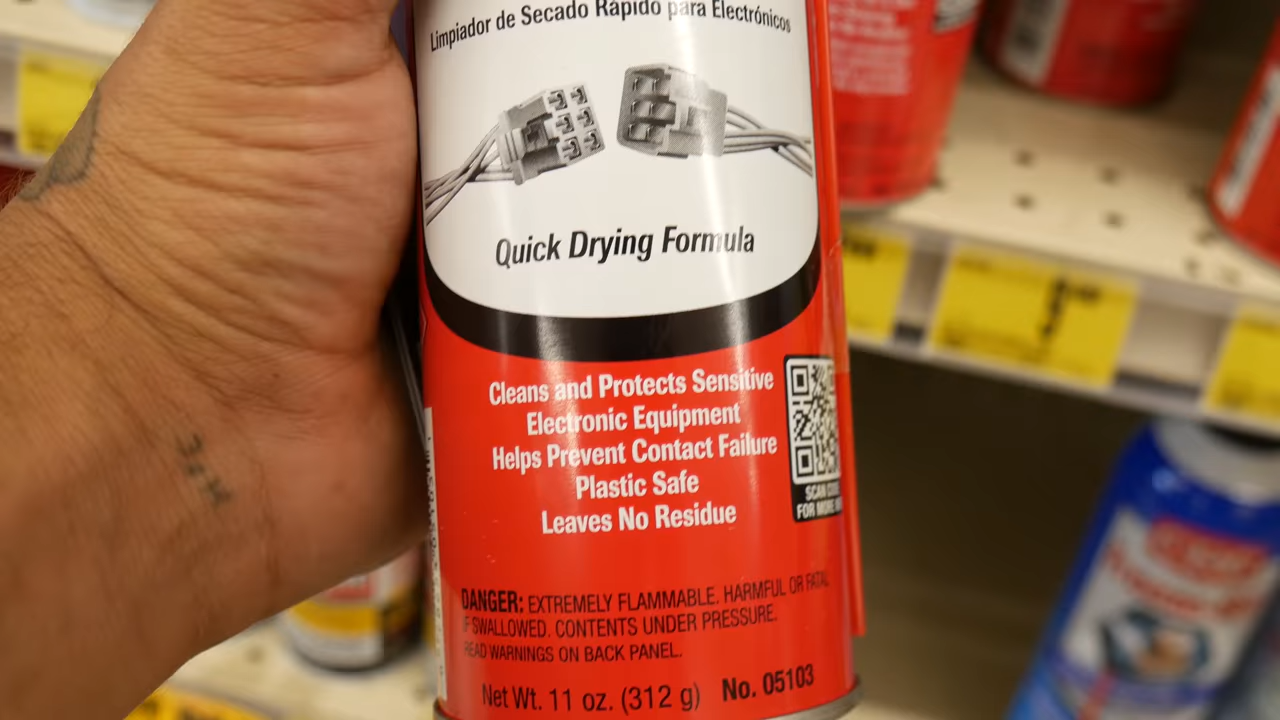 Limpiador de Secado Rápido para Electrónicos
Quick Drying Formula
Cleans and Protects Sensitive
Electronic Equipment
Helps Prevent Contact Failure
Plastic Safe
Leaves No Residue
SCAN CODE
FOR MORE
DANGER: EXTREMELY FLAMMABLE. HARMFUL OR FATAL
IF SWALLOWED. CONTENTS UNDER PRESSURE.
READ WARNINGS ON BACK PANEL.
Net Wt. 11 oz. (312 g) No. 05103